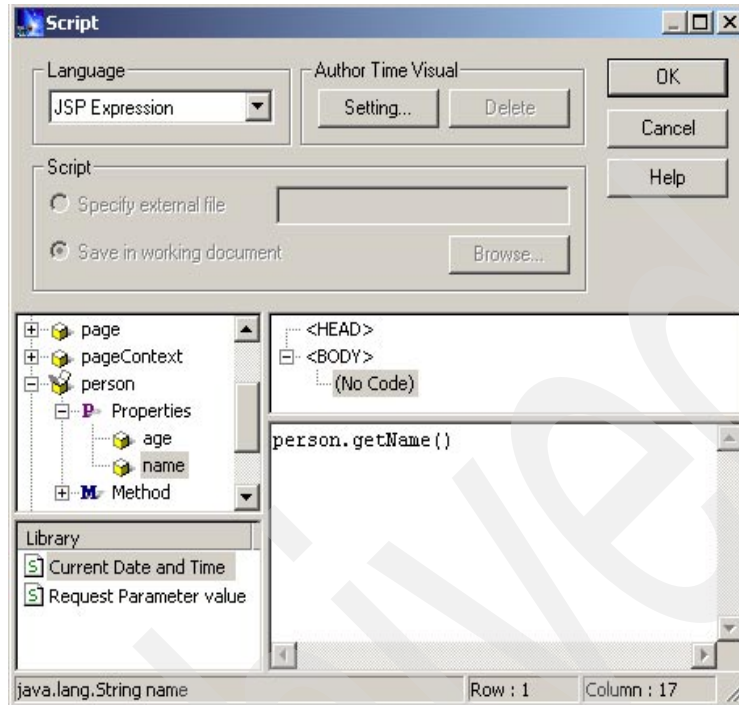 Script
Language
JSP Expression
Author Time Visual
Setting...
Delete
OK
Cancel
Help
Script
Specify external file
Save in working document
Browse...
page
pageContext
person
P Properties
age
name
M Method
<HEAD>
<BODY>
(No Code)
person.getName()
Library
S Current Date and Time
S Request Parameter value
java.lang.String name
Row : 1
Column : 17